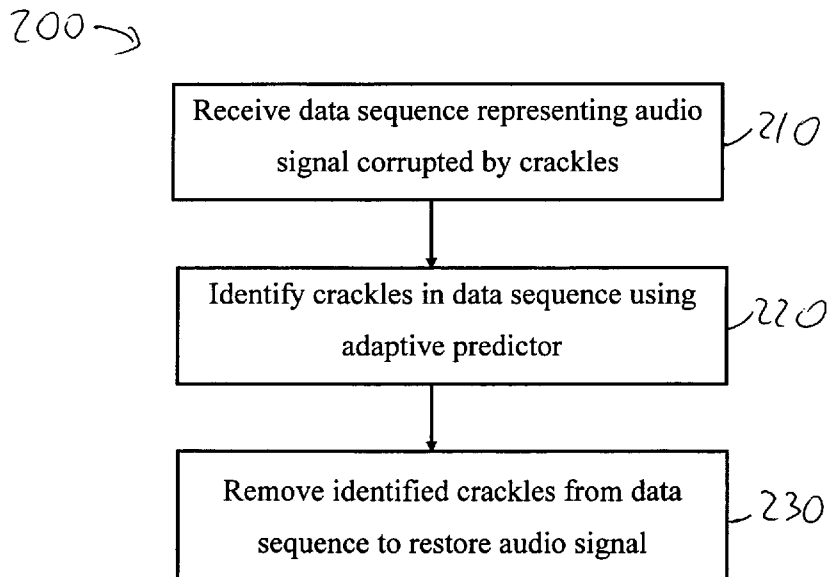 200
Receive data sequence representing audio
signal corrupted by crackles
210
Identify crackles in data sequence using
adaptive predictor
220
Remove identified crackles from data
sequence to restore audio signal
230